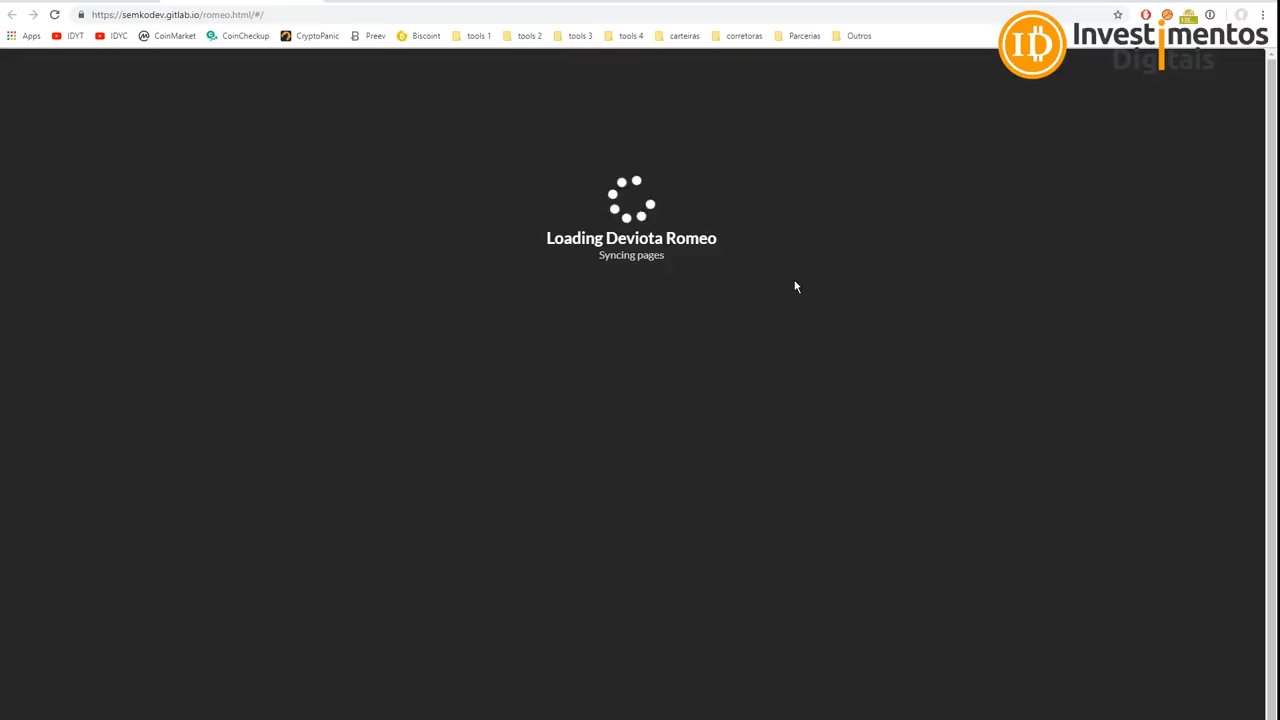 https://semkodev.gitlab.io/romeo.html/#/
Apps IDYT IDYC CoinMarket CoinCheckup CryptoPanic Preev Biscoint tools 1 tools 2 tools 3 tools 4 carteiras corretoras Parcerias Outros
ID Investimentos
Digitais
Loading Deviota Romeo
Syncing pages